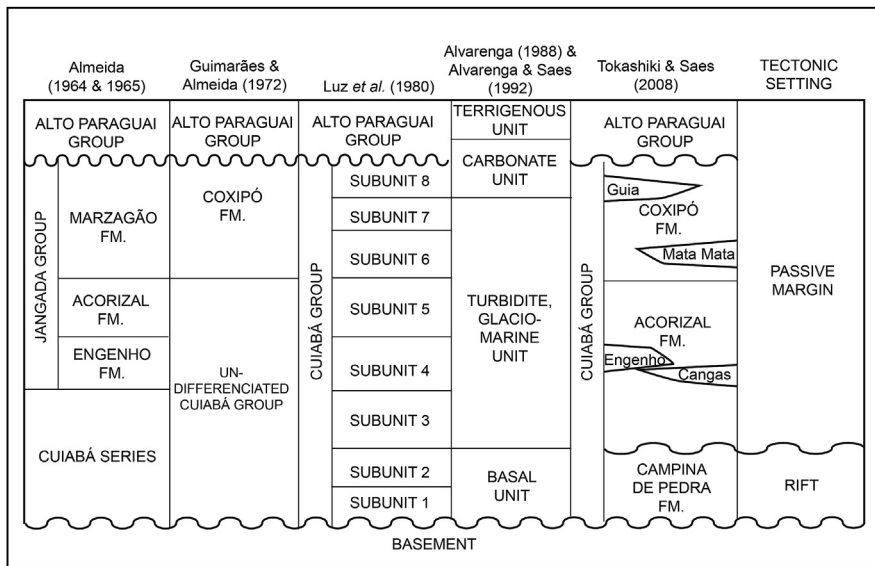 Almeida
(1964 & 1965)
Guimarães &
Almeida (1972)
Luz et al. (1980)
Alvarenga (1988) &
Alvarenga & Saes
(1992)
Tokashiki & Saes
(2008)
TECTONIC
SETTING
ALTO PARAGUAI
GROUP
JANGADA GROUP
MARZAGÃO
FM.
ACORIZAL
FM.
ENGENHO
FM.
CUIABÁ SERIES
ALTO PARAGUAI
GROUP
COXIPÓ
FM.
UN-
DIFFERENCIATED
CUIABÁ GROUP
ALTO PARAGUAI
GROUP
CUIABÁ GROUP
SUBUNIT 8
SUBUNIT 7
SUBUNIT 6
SUBUNIT 5
SUBUNIT 4
SUBUNIT 3
SUBUNIT 2
SUBUNIT 1
TERRIGENOUS
UNIT
CARBONATE
UNIT
TURBIDITE,
GLACIO-
MARINE
UNIT
BASAL
UNIT
ALTO PARAGUAI
GROUP
CUIABÁ GROUP
Guia
COXIPÓ
FM.
Mata Mata
ACORIZAL
FM.
Engenho
Cangas
CAMPINA
DE PEDRA
FM.
PASSIVE
MARGIN
RIFT
BASEMENT